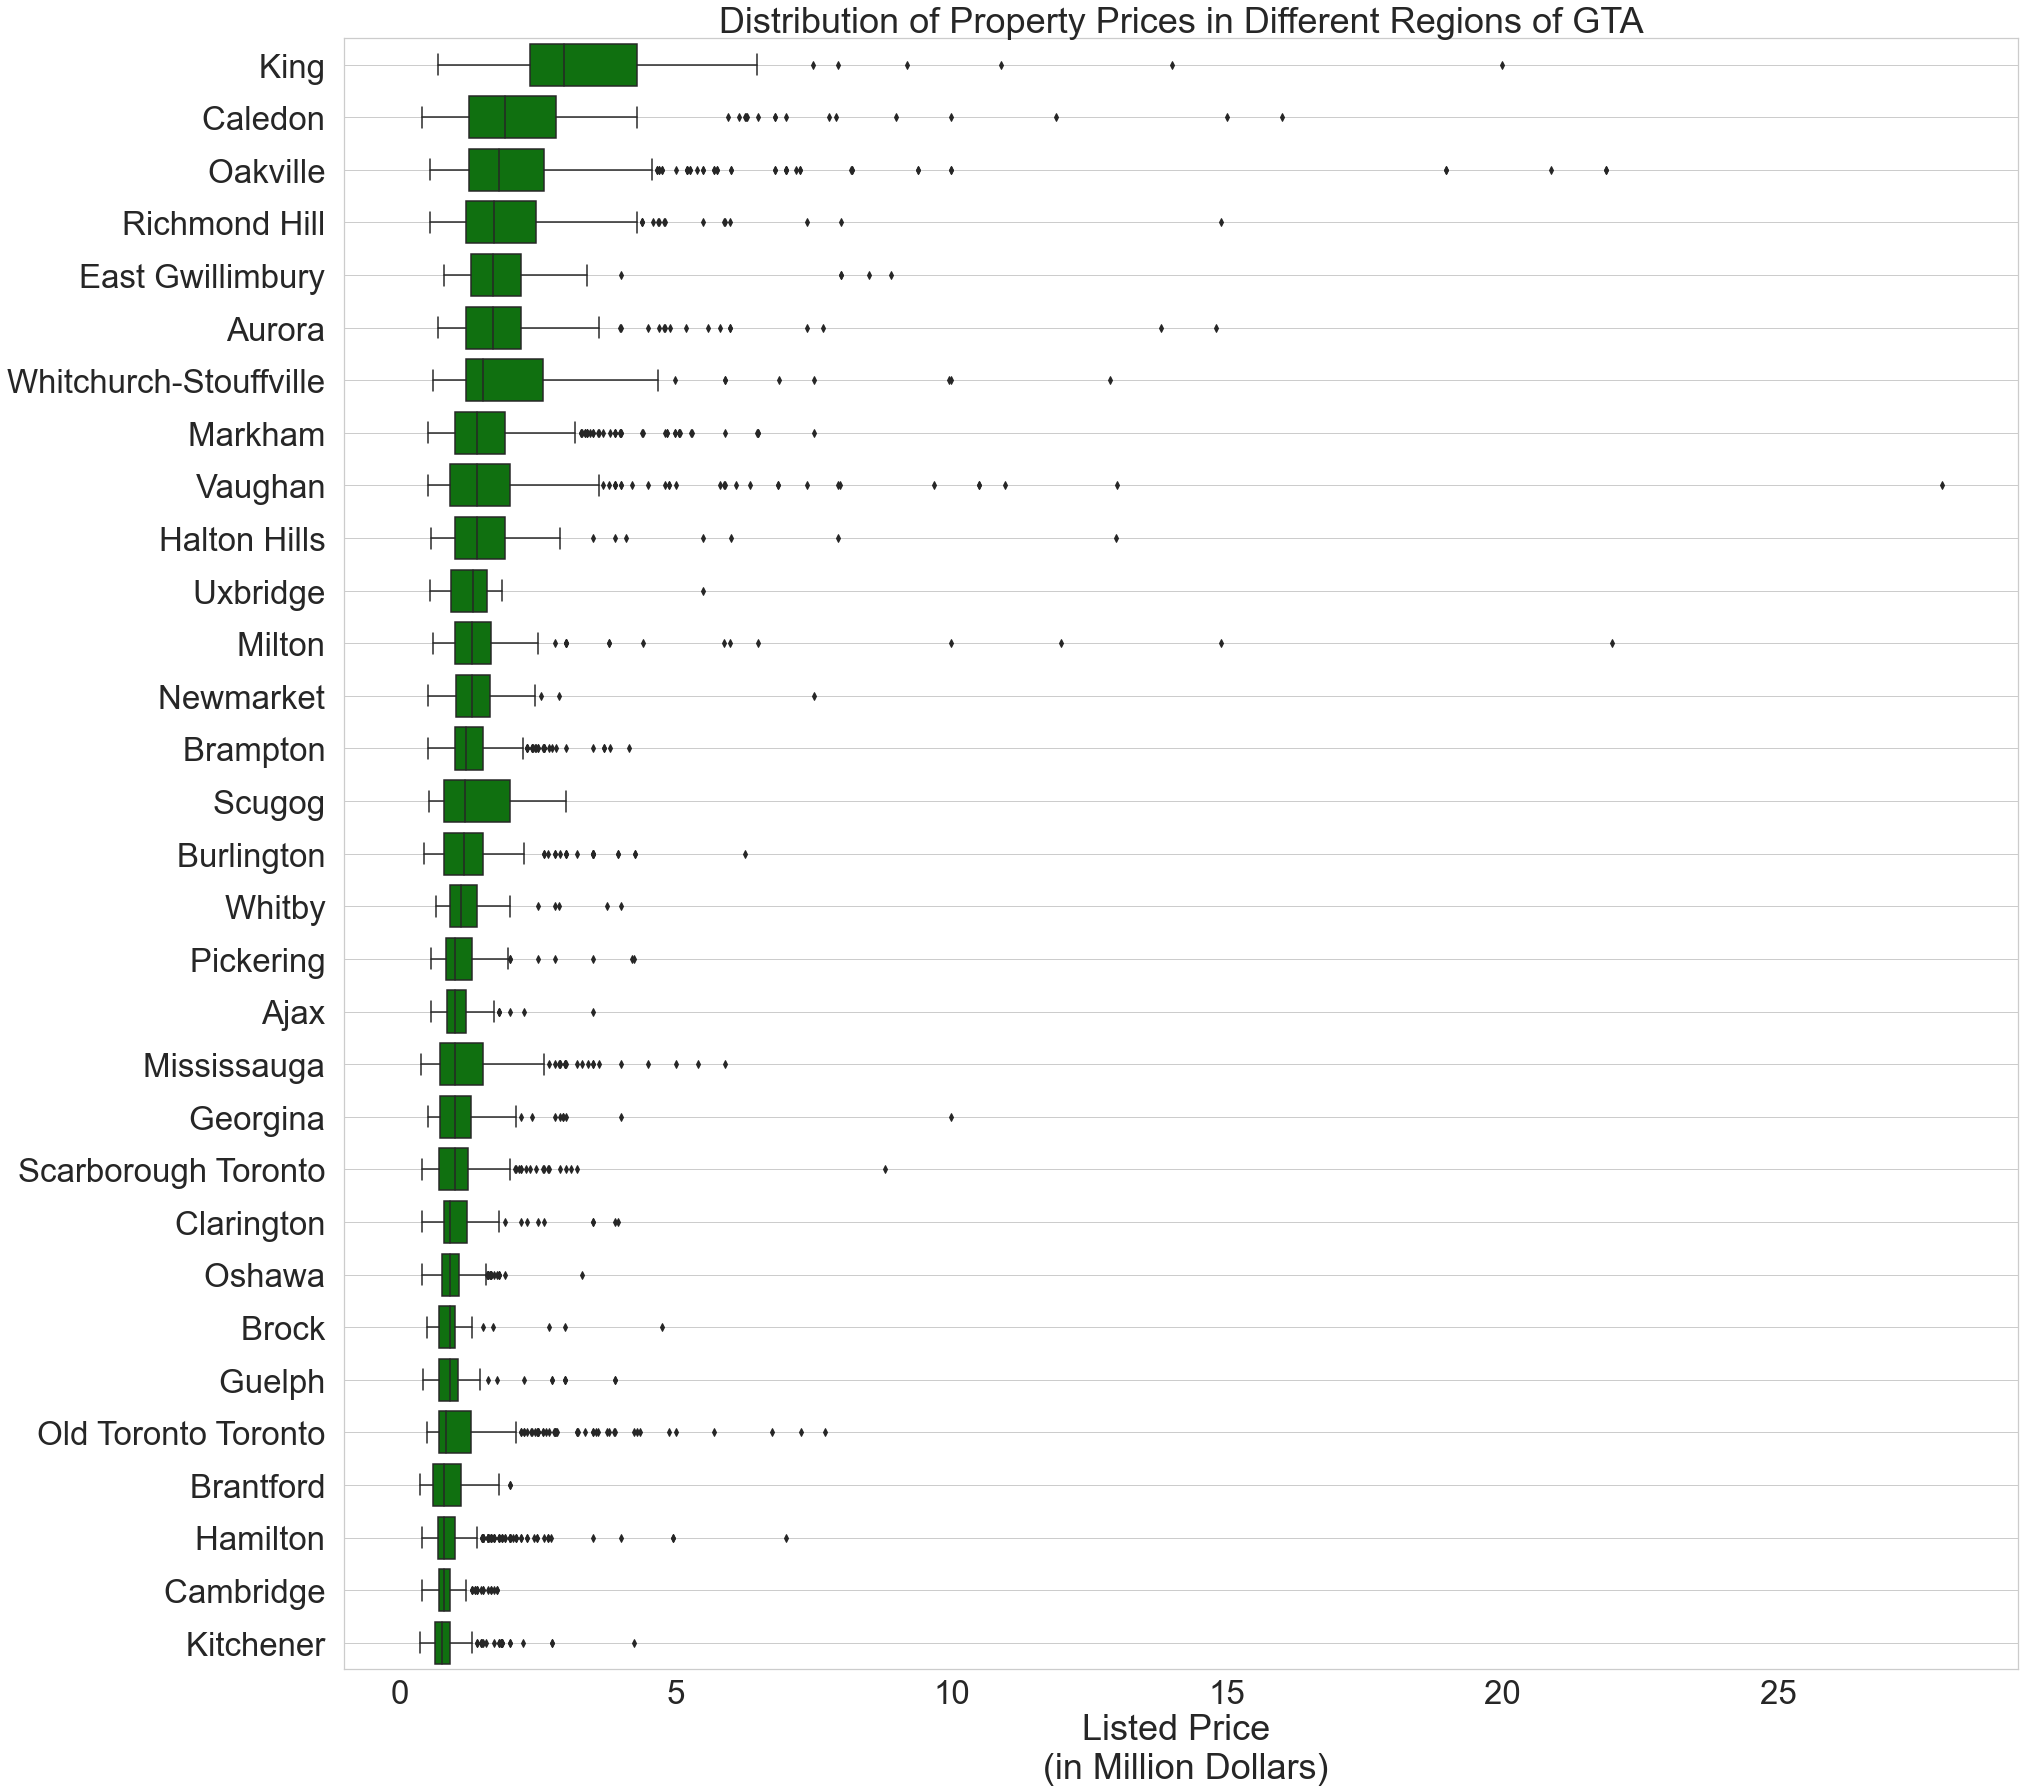 Distribution of Property Prices in Different Regions of GTA
King
Caledon
Oakville
Richmond Hill
East Gwillimbury
Aurora
Whitchurch-Stouffville
Markham
Vaughan
Halton Hills
Uxbridge
Milton
Newmarket
Brampton
Scugog
Burlington
Whitby
Pickering
Ajax
Mississauga
Georgina
Scarborough Toronto
Clarington
Oshawa
Brock
Guelph
Old Toronto Toronto
Brantford
Hamilton
Cambridge
Kitchener
0 5 10 15 20 25
Listed Price
(in Million Dollars)